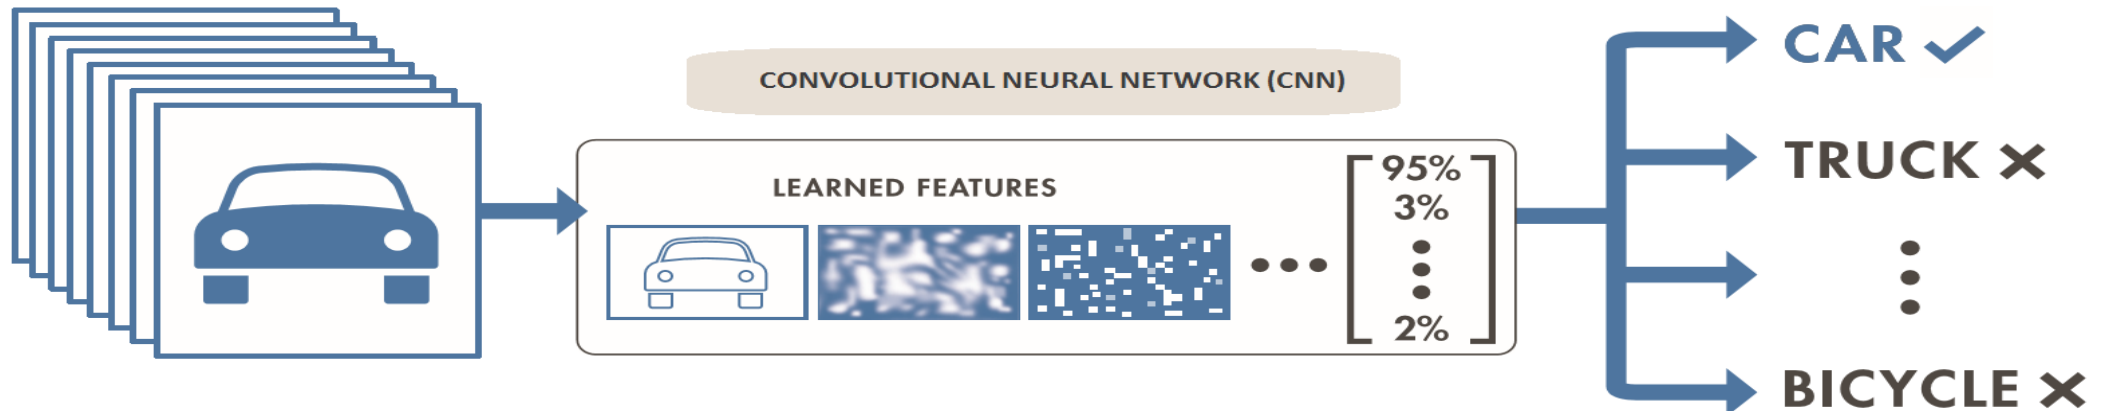 CONVOLUTIONAL NEURAL NETWORK (CNN)
LEARNED FEATURES
95%
3%
2%
CAR
TRUCK
BICYCLE